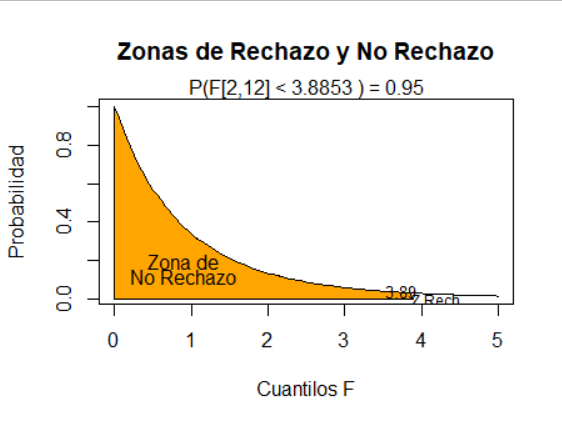 Zonas de Rechazo y No Rechazo
P(F[2,12] < 3.8853 ) = 0.95
Probabilidad
0.8
0.4
0.0
Zona de
No Rechazo
3.89
Z Rech
0 1 2 3 4 5
Cuantilos F